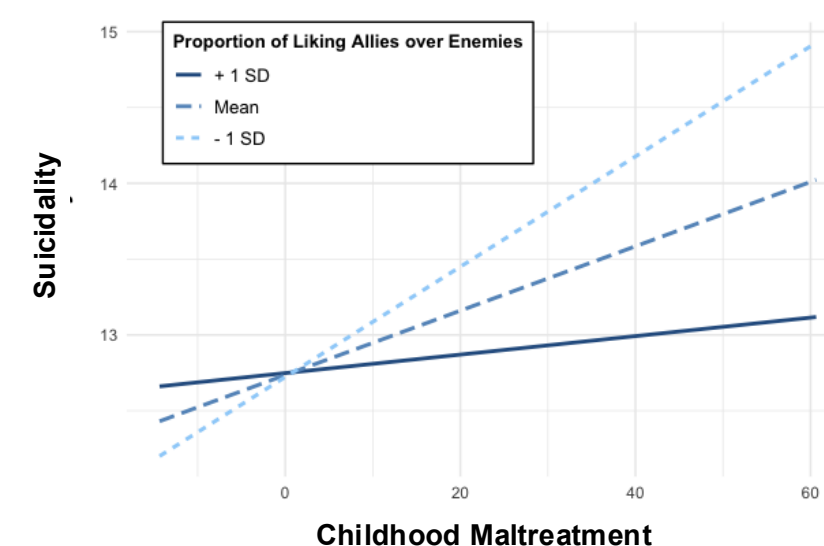 15
Proportion of Liking Allies over Enemies
+ 1 SD
Mean
- 1 SD
14
Suicidality
13
0 20 40 60
Childhood Maltreatment